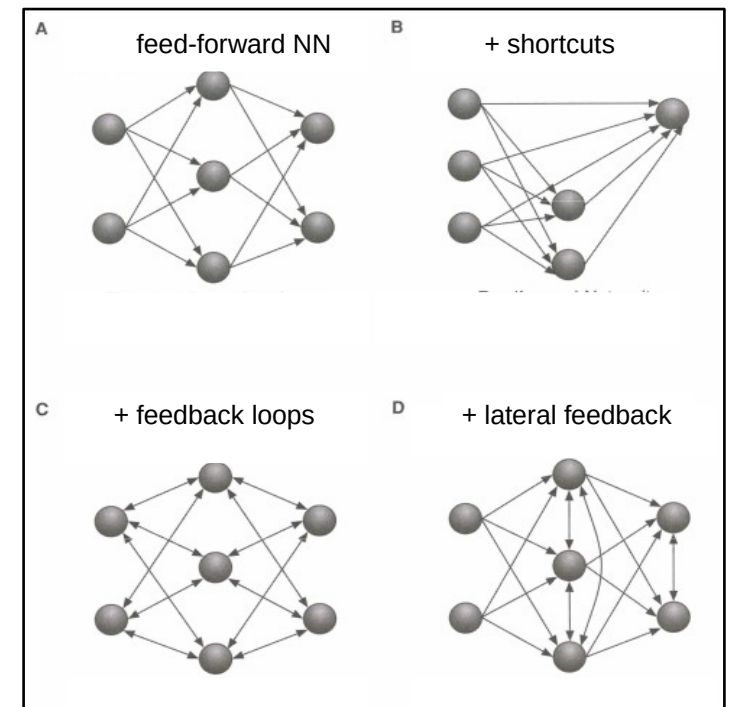 A
feed-forward NN
B
+ shortcuts
C
+ feedback loops
D
+ lateral feedback